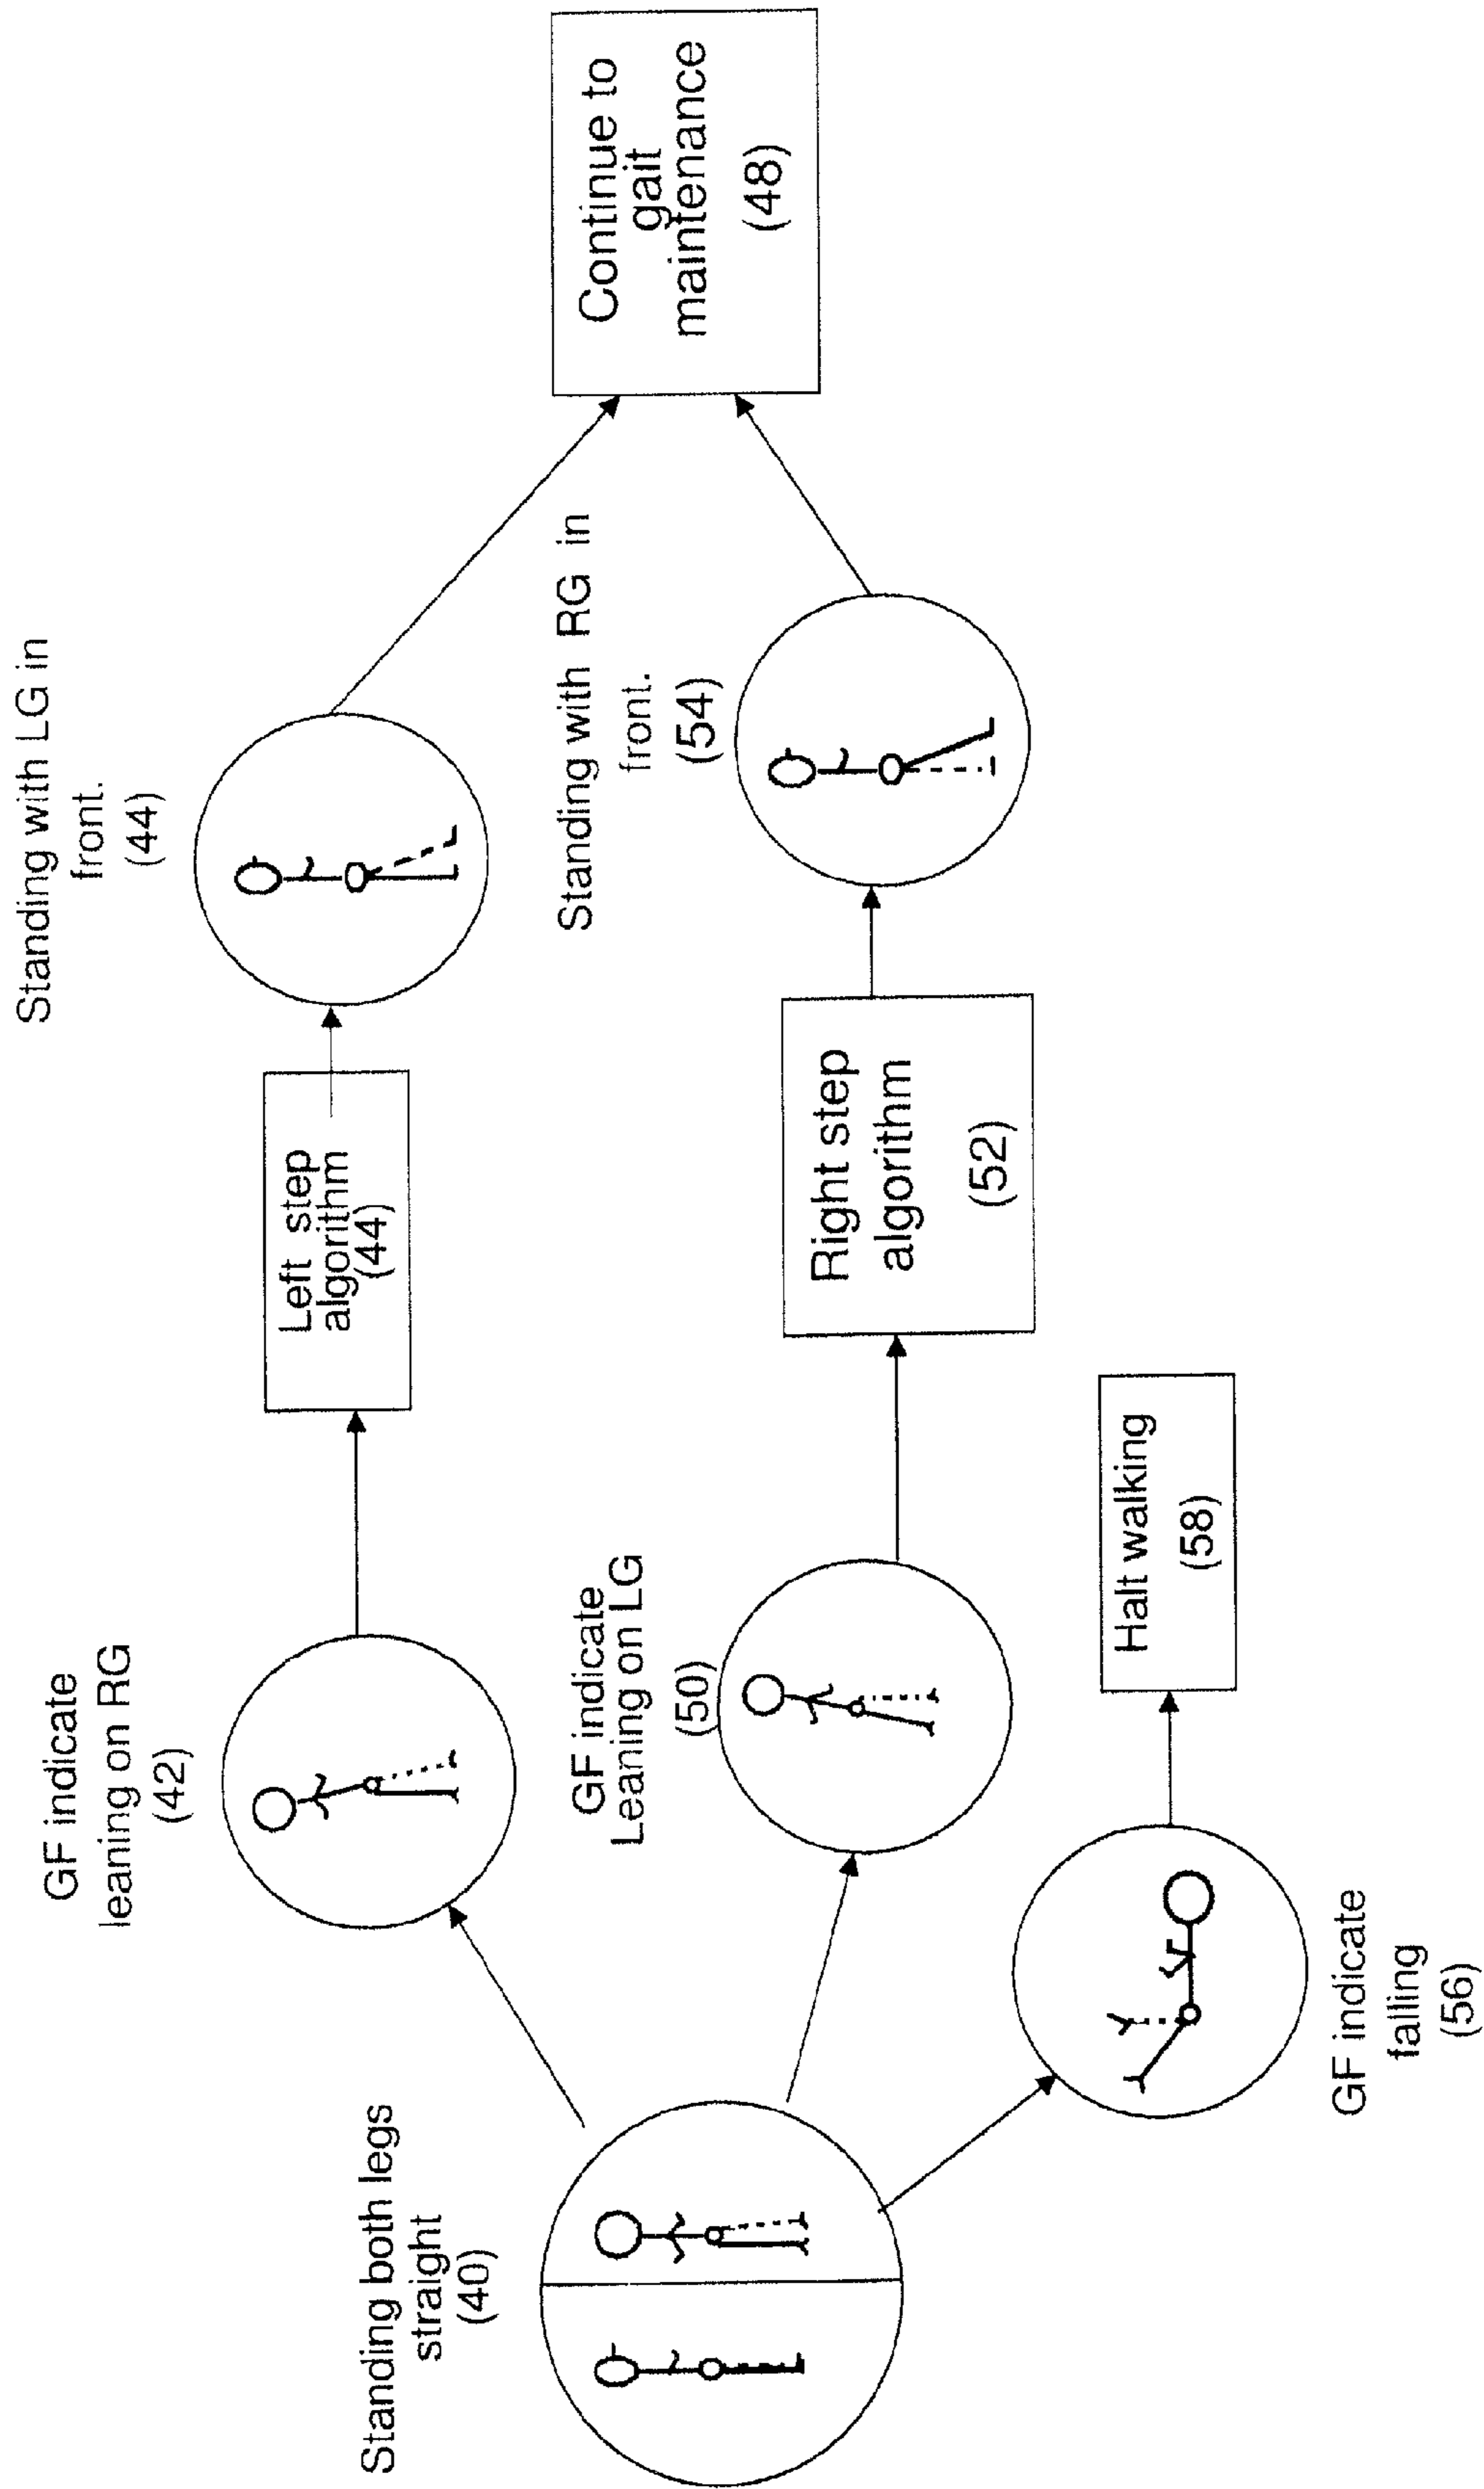 Standing both legs
straight
(40)
GF indicate
leaning on RG
(42)
Left step
algorithm
(44)
Standing with LG in
front.
(44)
GF indicate
Leaning on LG
(50)
Right step
algorithm
(52)
Standing with RG in
front.
(54)
Continue to
gait
maintenance
(48)
GF indicate
falling
(56)
Halt walking
(58)